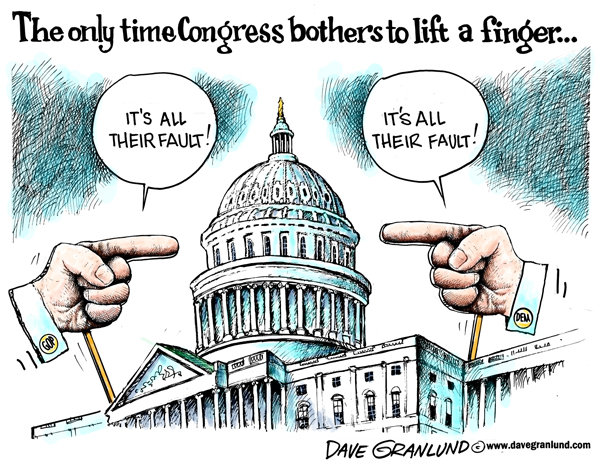 The only time Congress bothers to lift a finger...
IT'S ALL
THEIR FAULT!
IT'S ALL
THEIR FAULT!
GOP
DEM
DAVE GRANLUND © www.davegranlund.com